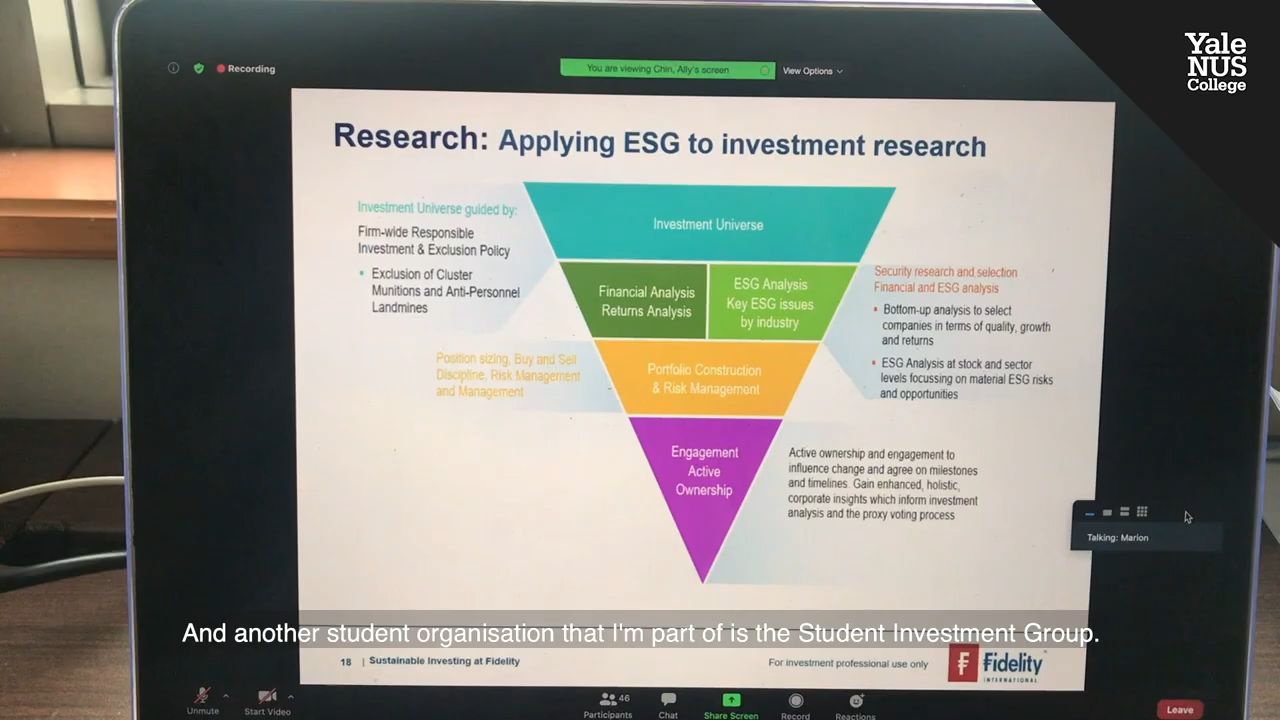 Yale
NUS
College
Recording
You are viewing Chin, Ally's screen
View Options
Research: Applying ESG to investment research
Investment Universe guided by:
Firm-wide Responsible
Investment & Exclusion Policy
• Exclusion of Cluster
Munitions and Anti-Personnel
Landmines
Investment Universe
Financial Analysis
Returns Analysis
ESG Analysis
Key ESG issues
by industry
Security research and selection
Financial and ESG analysis
• Bottom-up analysis to select
companies in terms of quality, growth
and returns
• ESG Analysis at stock and sector
levels focussing on material ESG risks
and opportunities
Position sizing, Buy and Sell
Discipline, Risk Management
and Management
Portfolio Construction
& Risk Management
Engagement
Active
Ownership
Active ownership and engagement to
influence change and agree on milestones
and timelines. Gain enhanced, holistic,
corporate insights which inform investment
analysis and the proxy voting process
Talking: Marion
And another student organisation that I'm part of is the Student Investment Group.
18 | Sustainable Investing at Fidelity
For investment professional use only
Fidelity
INTERNATIONAL
Unmute
Start Video
46
Participants
Chat
Share Screen
Record
Reactions
Leave